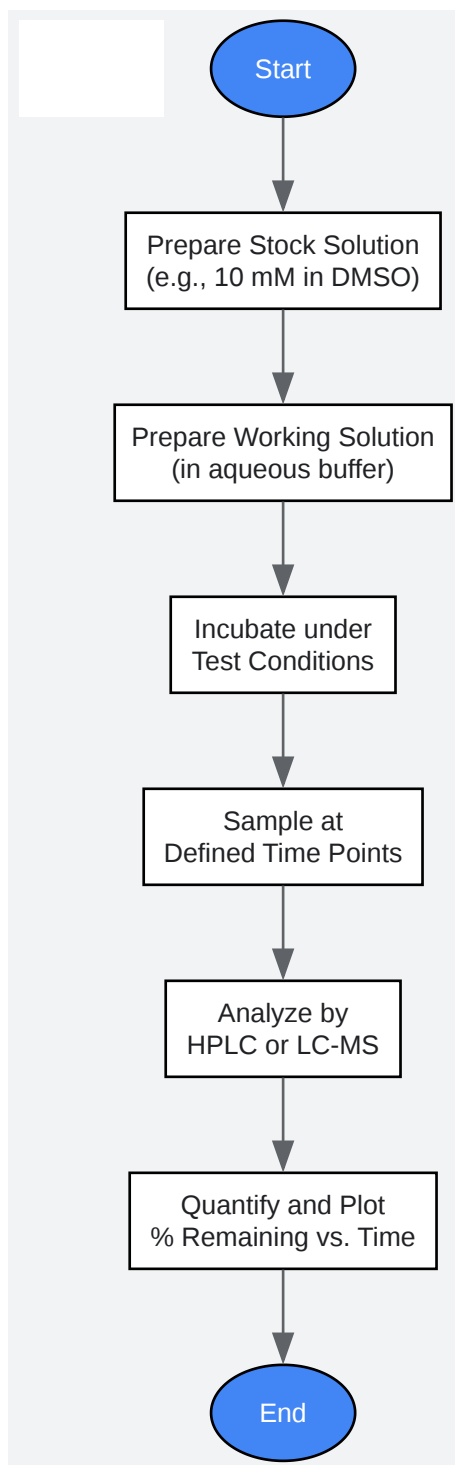 Start
Prepare Stock Solution
(e.g., 10 mM in DMSO)
Prepare Working Solution
(in aqueous buffer)
Incubate under
Test Conditions
Sample at
Defined Time Points
Analyze by
HPLC or LC-MS
Quantify and Plot
% Remaining vs. Time
End